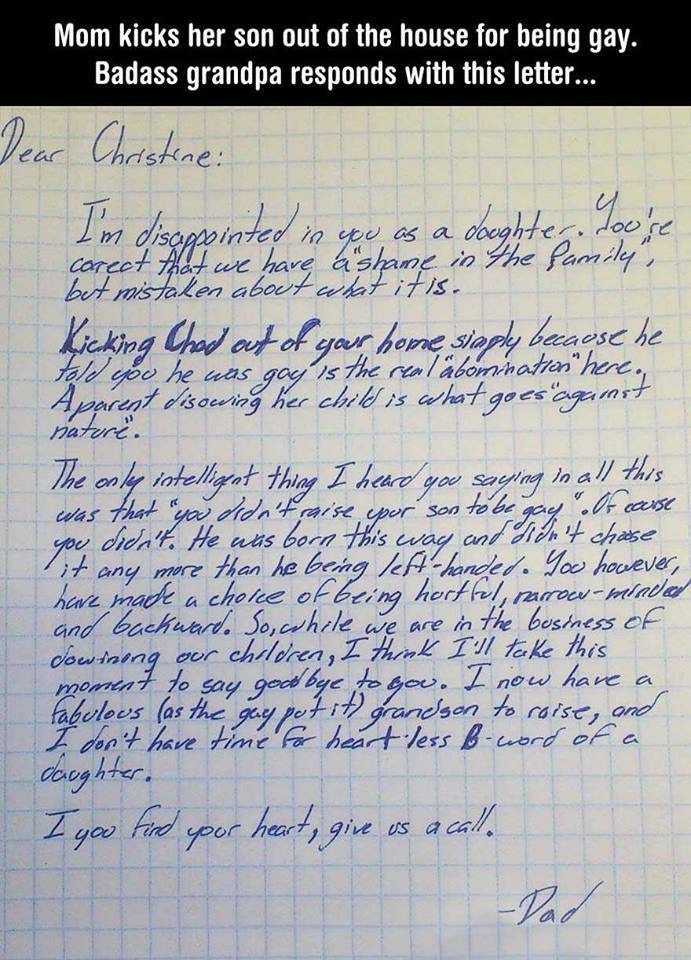 Mom kicks her son out of the house for being gay.
Badass grandpa responds with this letter...
Dear Christine:
I'm disappointed in you as a daughter. You're
corect that we have a "shame in the family",
but mistaken about what it is.
Kicking Chad out of your home simply because he
told you he was gay is the real "abomination" here.
A parent disowing her child is what goes "against
nature".
The only intelligent thing I heard you saying in all this
was that "you didn't raise your son to be gay". Of course
you didn't. He was born this way and didn't choose
it any more than he being left-handed. You however,
have made a choice of being hurtful, narrow-minded
and backward. So, while we are in the business of
dowining our children, I think I'll take this
moment to say goodbye to you. I now have a
fabulous (as the gay put it) grandson to raise, and
I don't have time for heart-less B-word of a
daughter.
I you find your heart, give us a call.
-Dad